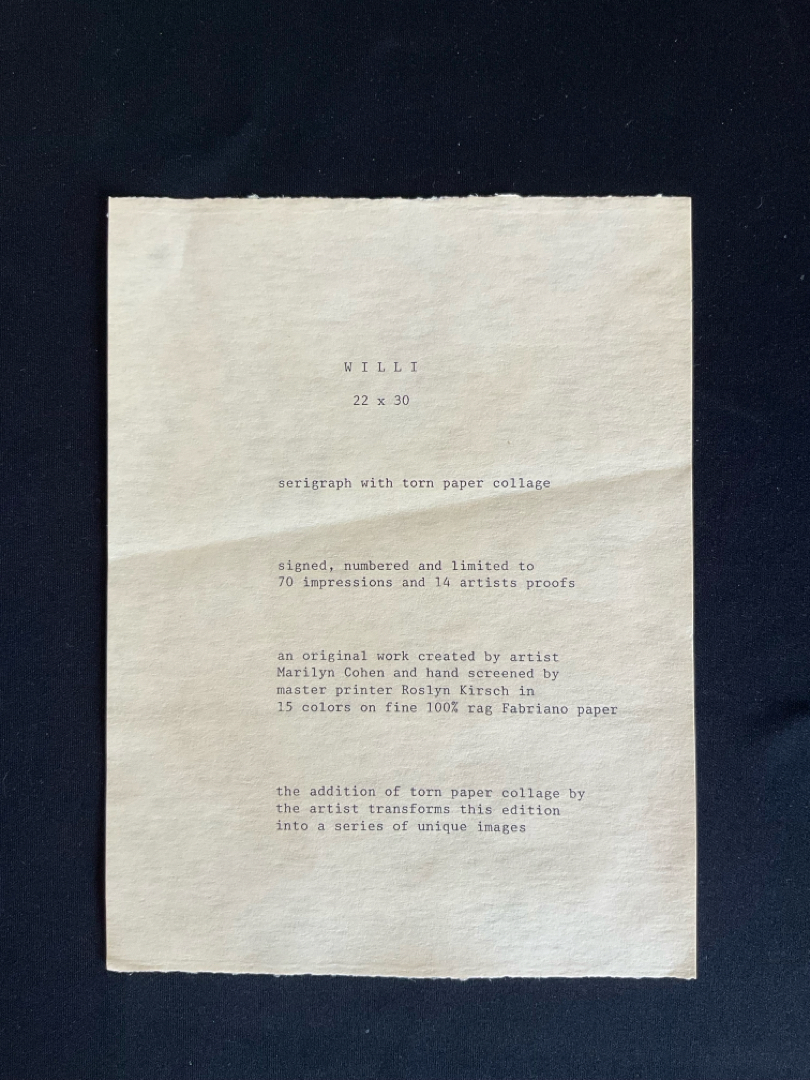 W I L L I
22 x 30
serigraph with torn paper collage
signed, numbered and limited to
70 impressions and 14 artists proofs
an original work created by artist
Marilyn Cohen and hand screened by
master printer Roslyn Kirsch in
15 colors on fine 100% rag Fabriano paper
the addition of torn paper collage by
the artist transforms this edition
into a series of unique images